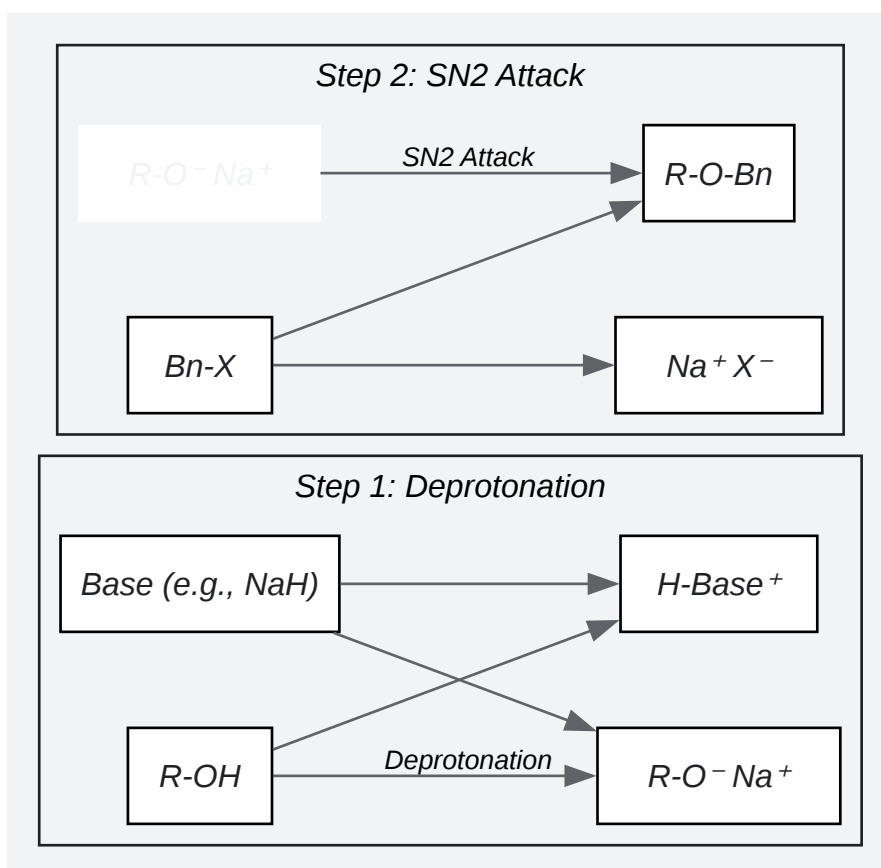 Step 2: SN2 Attack
R-O⁻Na⁺
SN2 Attack
R-O-Bn
Bn-X
Na⁺X⁻
Step 1: Deprotonation
Base (e.g., NaH)
H-Base⁺
R-OH
Deprotonation
R-O⁻Na⁺